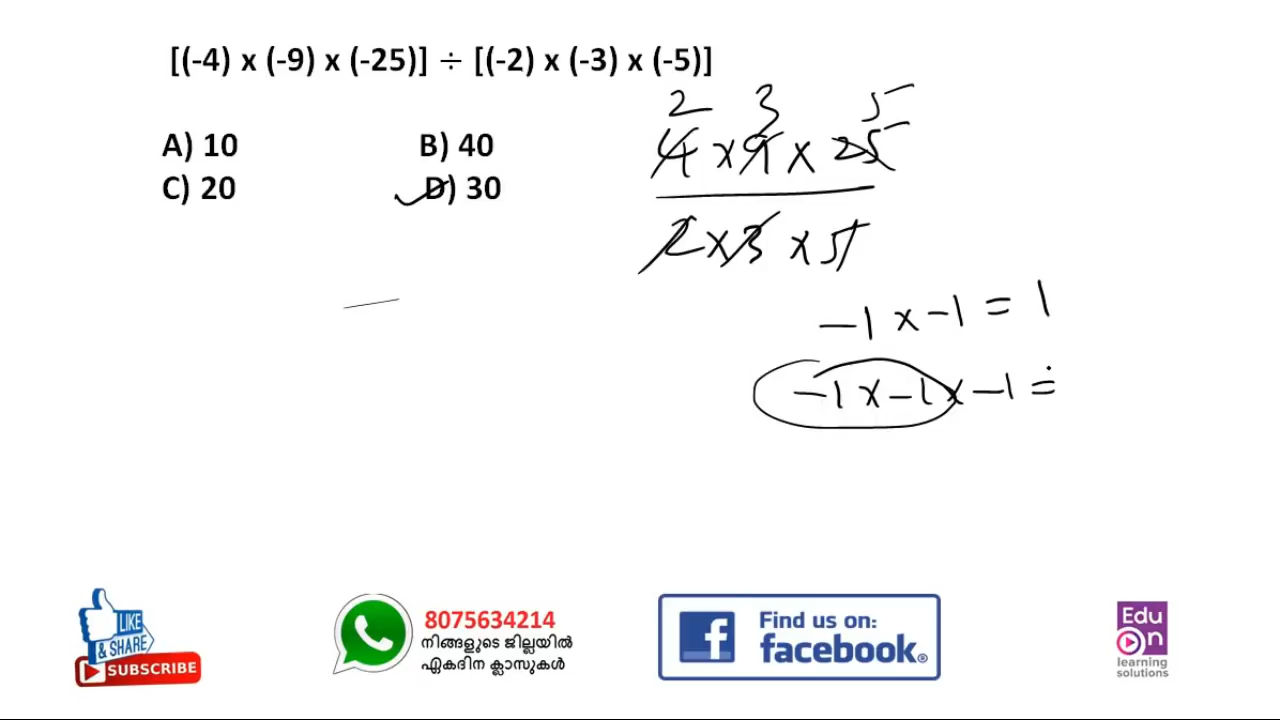 [(-4) x (-9) x (-25)] ÷ [(-2) x (-3) x (-5)]
A) 10 B) 40
C) 20 D) 30
2 3 5
4 x 9 x 25
2 x 3 x 5
-1 x -1 = 1
-1 x -1 x -1 =
LIKE
& SHARE
SUBSCRIBE
8075634214
നിങ്ങളുടെ ജില്ലയിൽ
ഏകദിന ക്ലാസുകൾ
f Find us on:
facebook®
Edu
On
learning
solutions